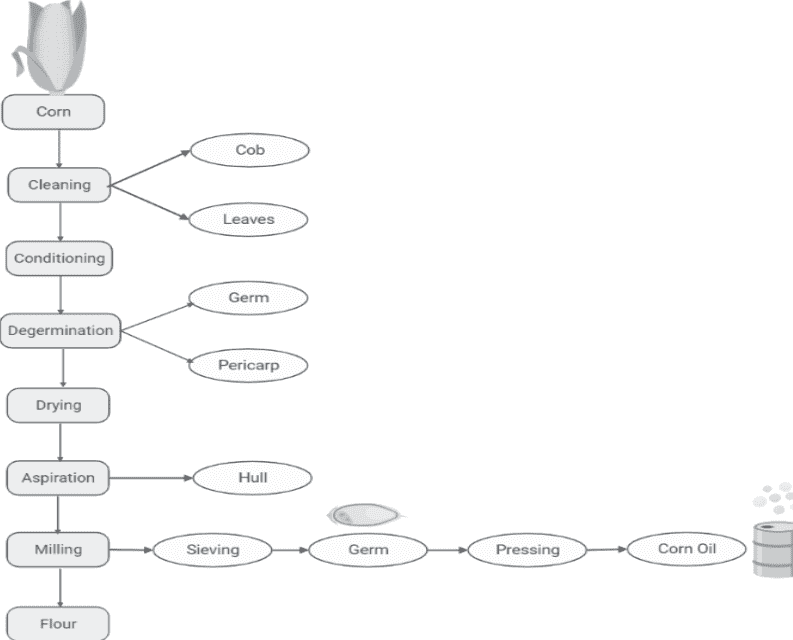 Corn
Cob
Cleaning
Leaves
Conditioning
Germ
Degermination
Pericarp
Drying
Aspiration
Hull
Milling
Sieving
Germ
Pressing
Corn Oil
Flour